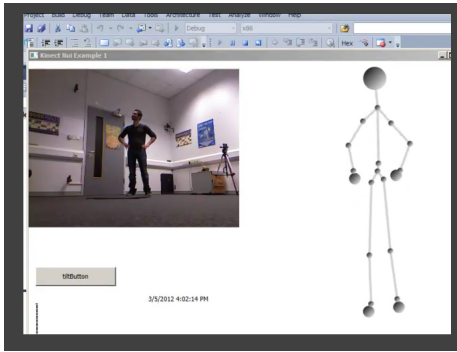 Project Build Debug Team Data Tools Architecture Test Analyze Window Help
Debug x86
Hex
Kinect Nui Example 1
tiltButton
3/5/2012 4:02:14 PM